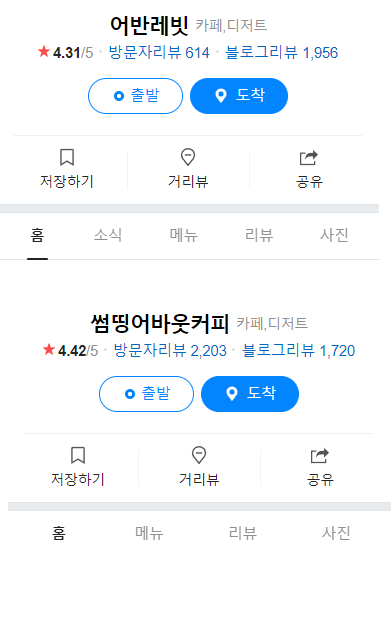 어반레빗 카페,디저트
★ 4.31/5 · 방문자리뷰 614 · 블로그리뷰 1,956
출발 도착
저장하기 거리뷰 공유
홈 소식 메뉴 리뷰 사진
썸띵어바웃커피 카페,디저트
★ 4.42/5 · 방문자리뷰 2,203 · 블로그리뷰 1,720
출발 도착
저장하기 거리뷰 공유
홈 메뉴 리뷰 사진